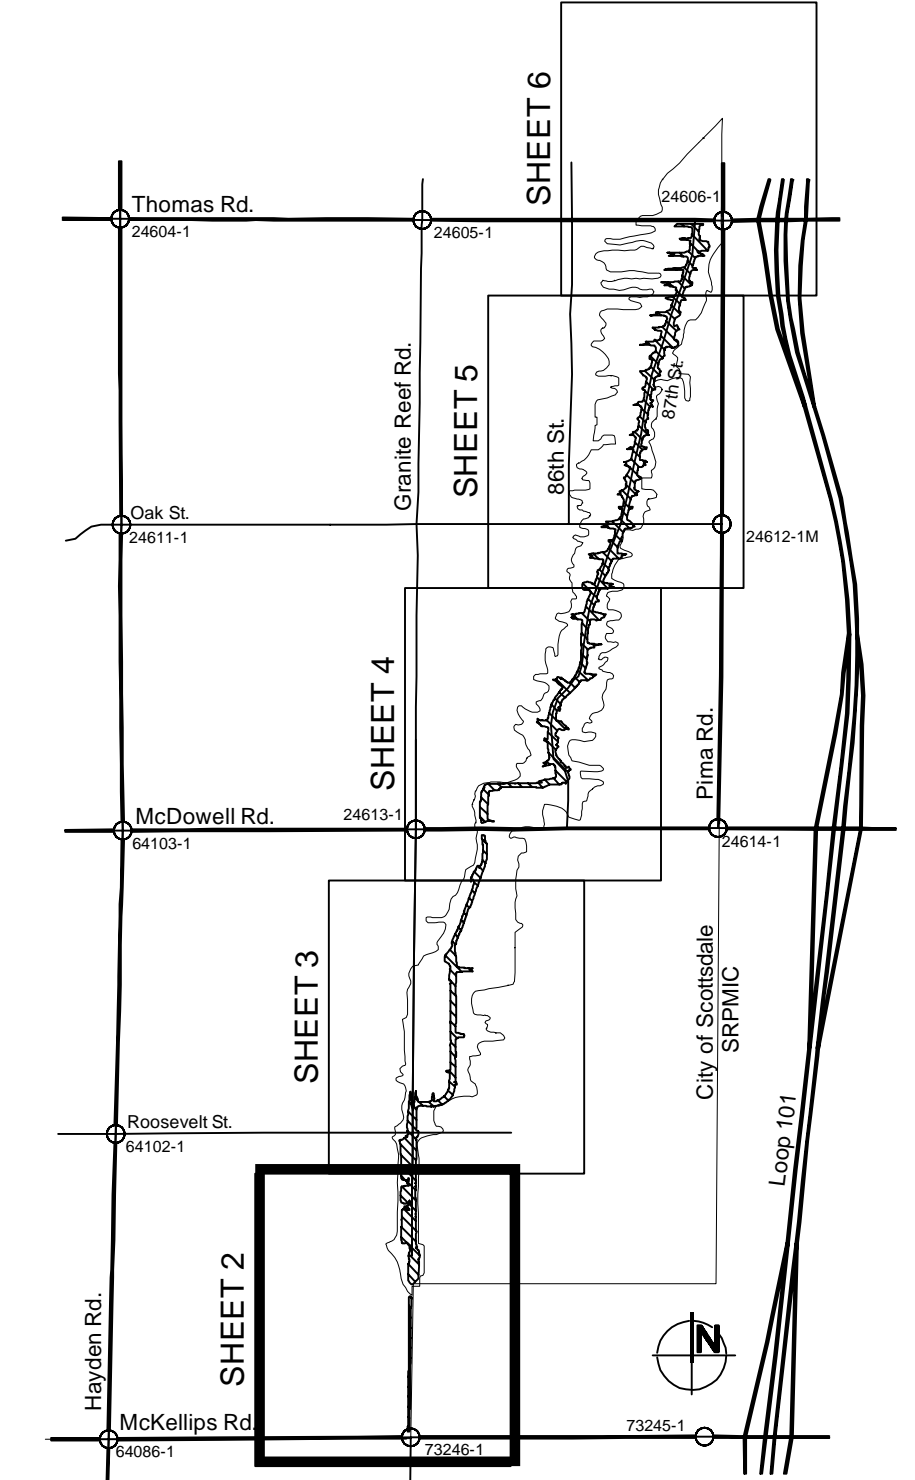 SHEET 6
24606-1
Thomas Rd.
24604-1
24605-1
Granite Reef Rd.
SHEET 5
86th St.
87th St.
Oak St.
24611-1
24612-1M
SHEET 4
Pima Rd.
McDowell Rd.
64103-1
24613-1
24614-1
SHEET 3
City of Scottsdale
SRPMIC
Loop 101
Roosevelt St.
64102-1
SHEET 2
Hayden Rd.
N
McKellips Rd.
64086-1
73246-1
73245-1